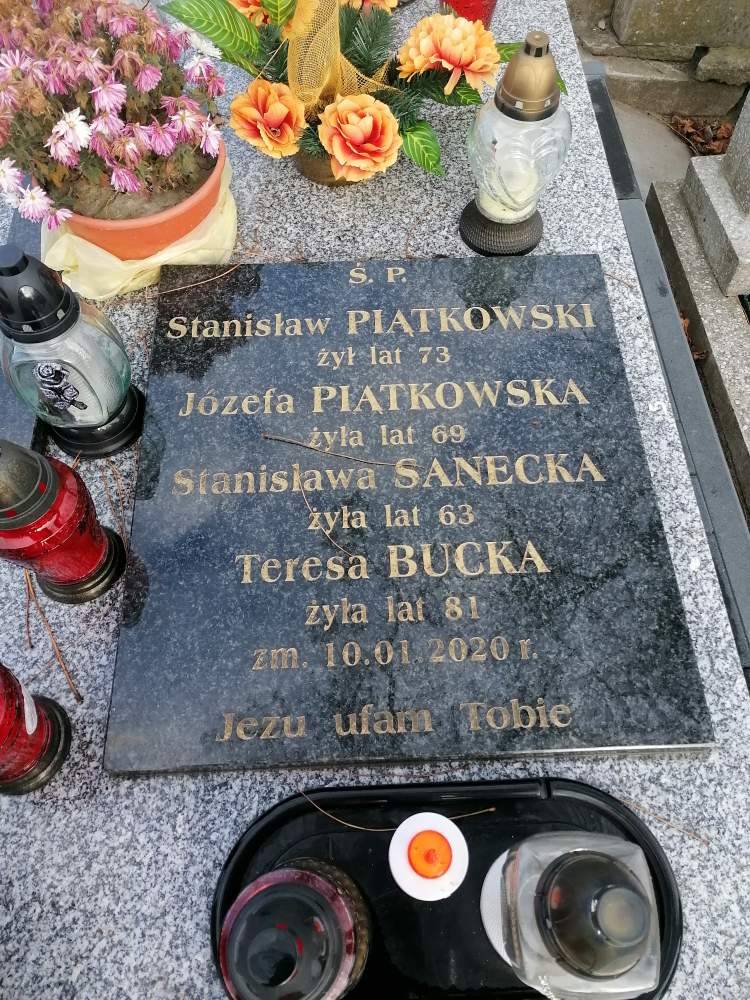 Ś. P.
Stanisław PIĄTKOWSKI
żył lat 73
Józefa PIĄTKOWSKA
żyła lat 69
Stanisława SANECKA
żyła lat 63
Teresa BUCKA
żyła lat 81
zm. 10.01.2020 r.
Jezu ufam Tobie